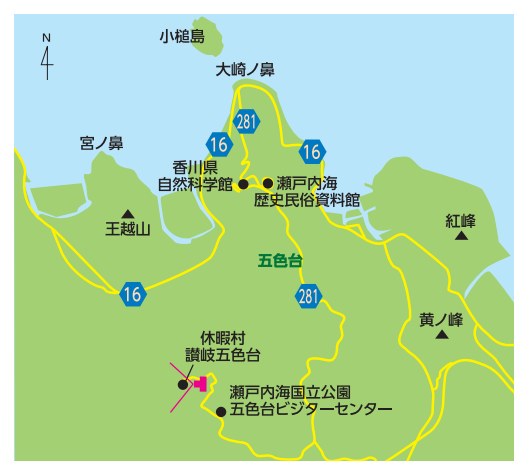 小槌島
N
大崎ノ鼻
281
16
16
宮ノ鼻
香川県
自然科学館
瀬戸内海
歴史民俗資料館
王越山
紅峰
五色台
16
281
黄ノ峰
休暇村
讃岐五色台
瀬戸内海国立公園
五色台ビジターセンター